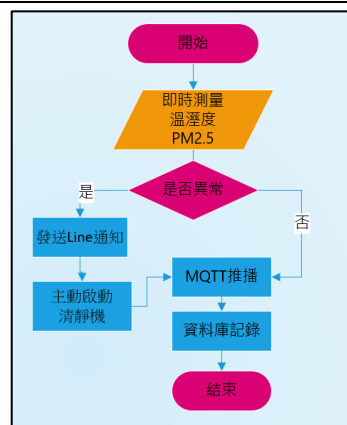 開始
即時測量
溫溼度
PM2.5
是否異常
是
否
發送Line通知
主動啟動
清靜機
MQTT推播
資料庫記錄
結束